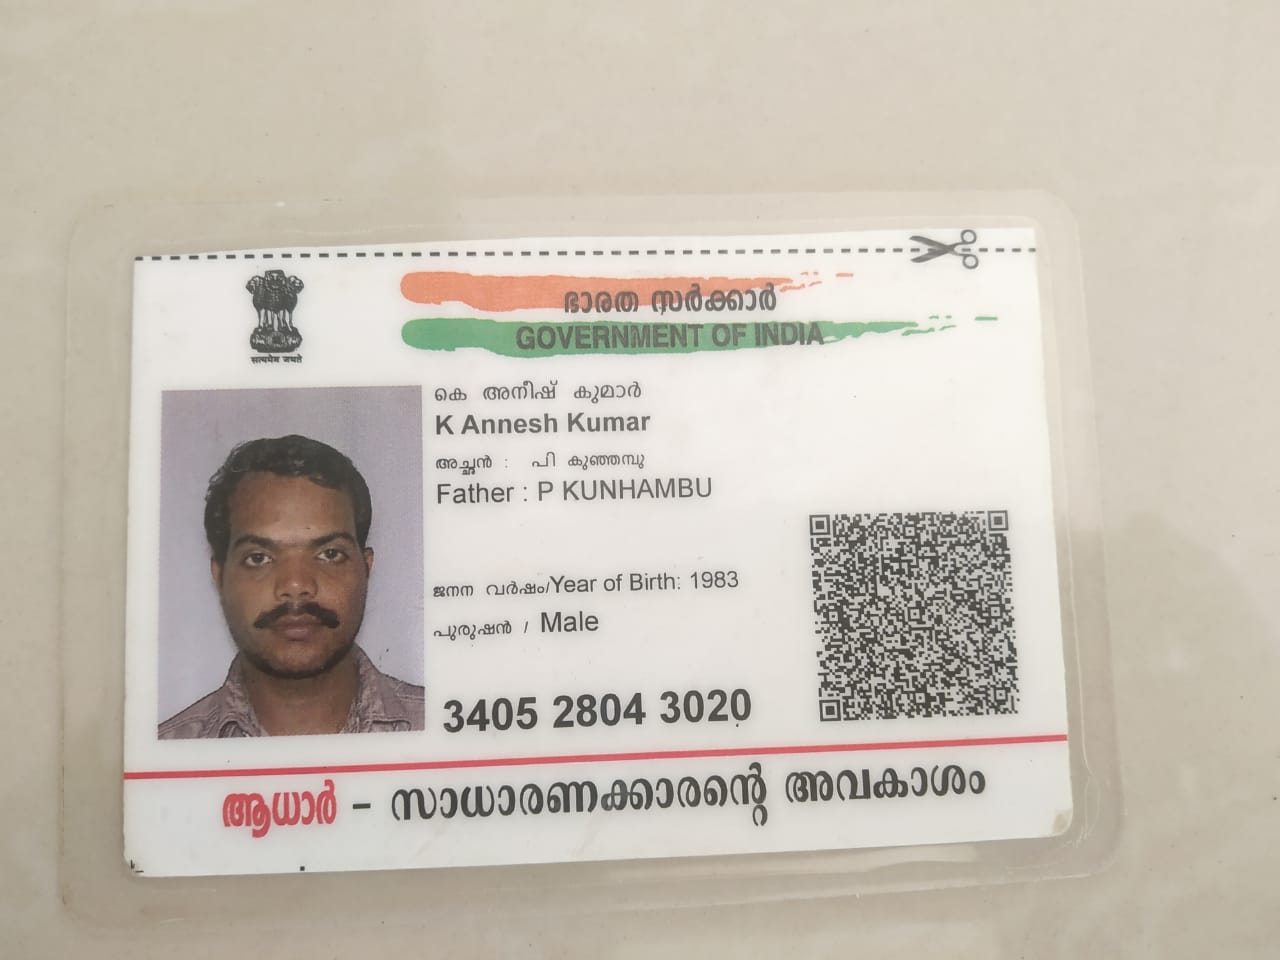 सत्यमेव जयते
ഭാരത സർക്കാർ
GOVERNMENT OF INDIA
കെ അനീഷ് കുമാർ
K Annesh Kumar
അച്ഛൻ : പി കുഞ്ഞമ്പു
Father : P KUNHAMBU
ജനന വർഷം/Year of Birth: 1983
പുരുഷൻ / Male
3405 2804 3020
ആധാർ – സാധാരണക്കാരന്റെ അവകാശം